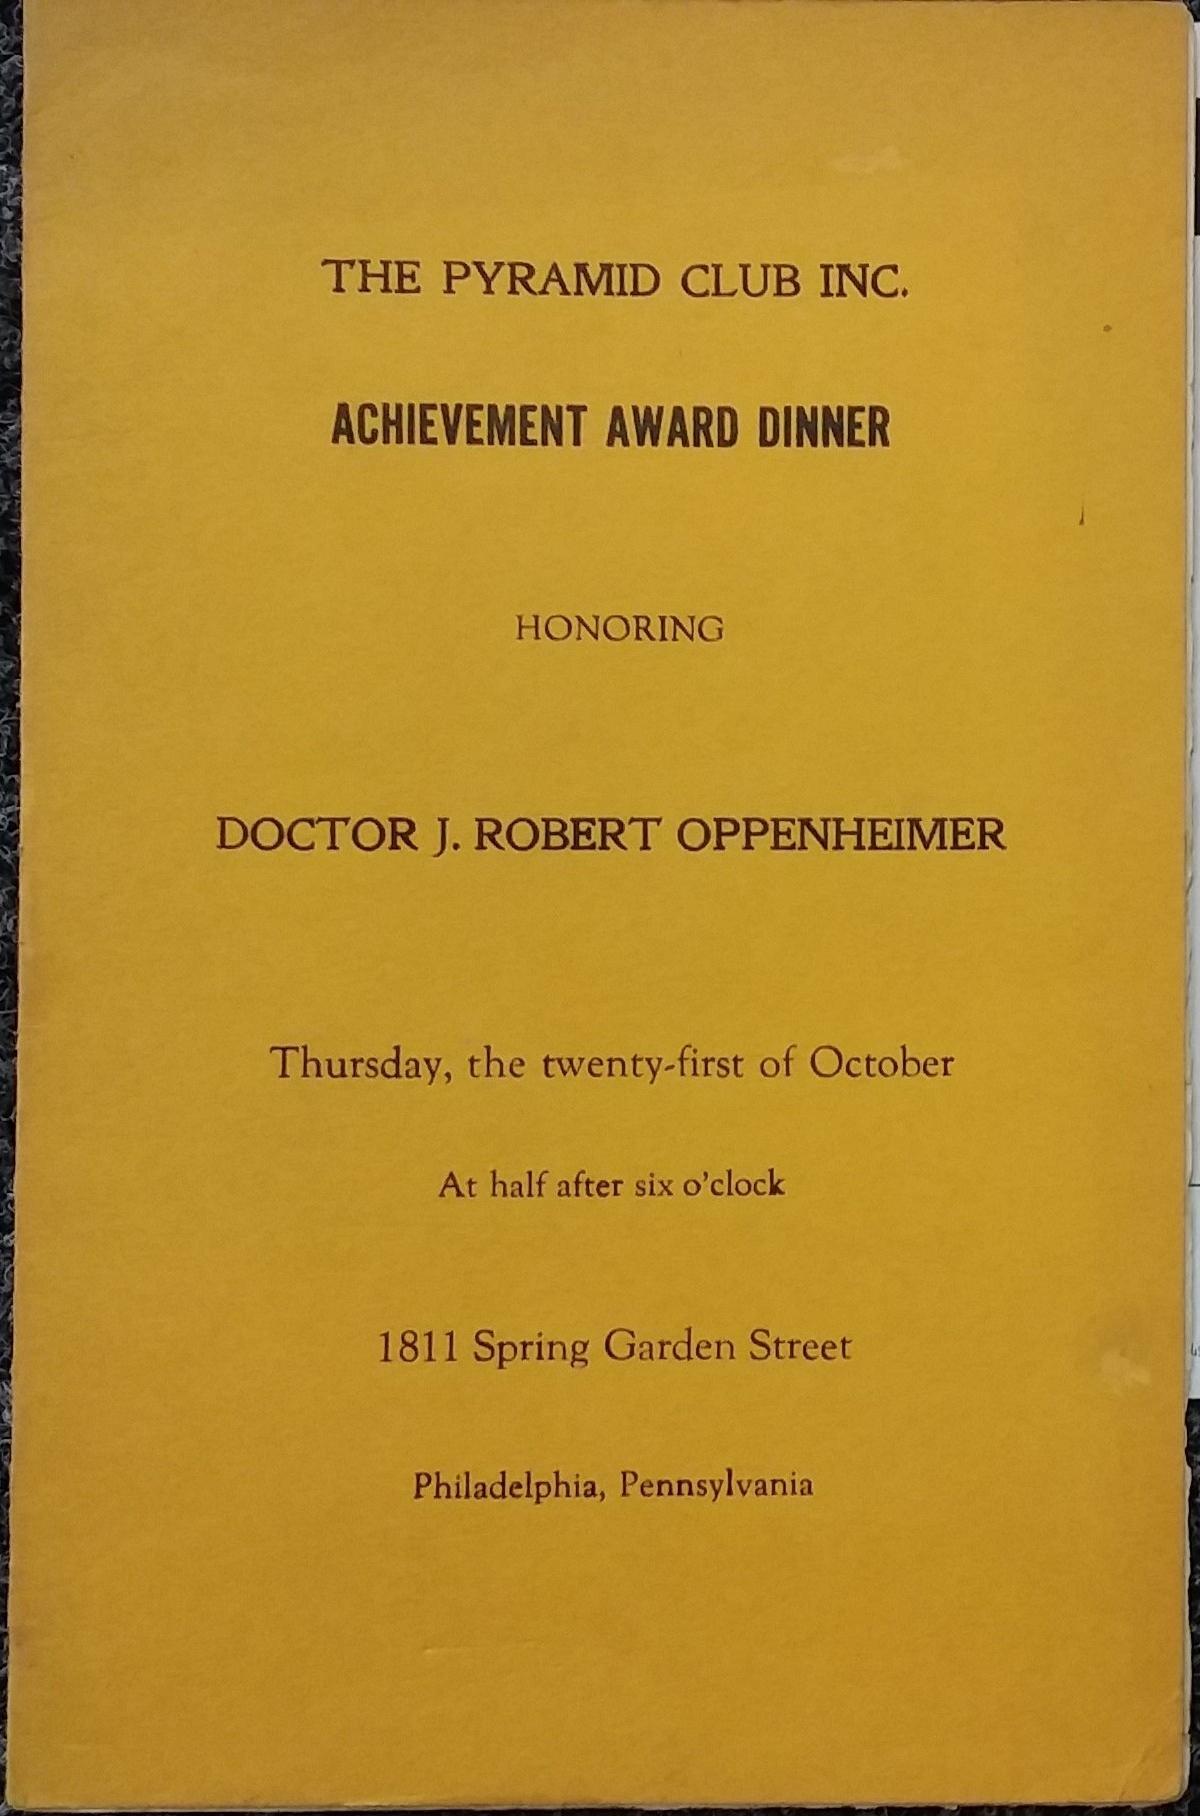 THE PYRAMID CLUB INC.
ACHIEVEMENT AWARD DINNER
HONORING
DOCTOR J. ROBERT OPPENHEIMER
Thursday, the twenty-first of October
At half after six o'clock
1811 Spring Garden Street
Philadelphia, Pennsylvania